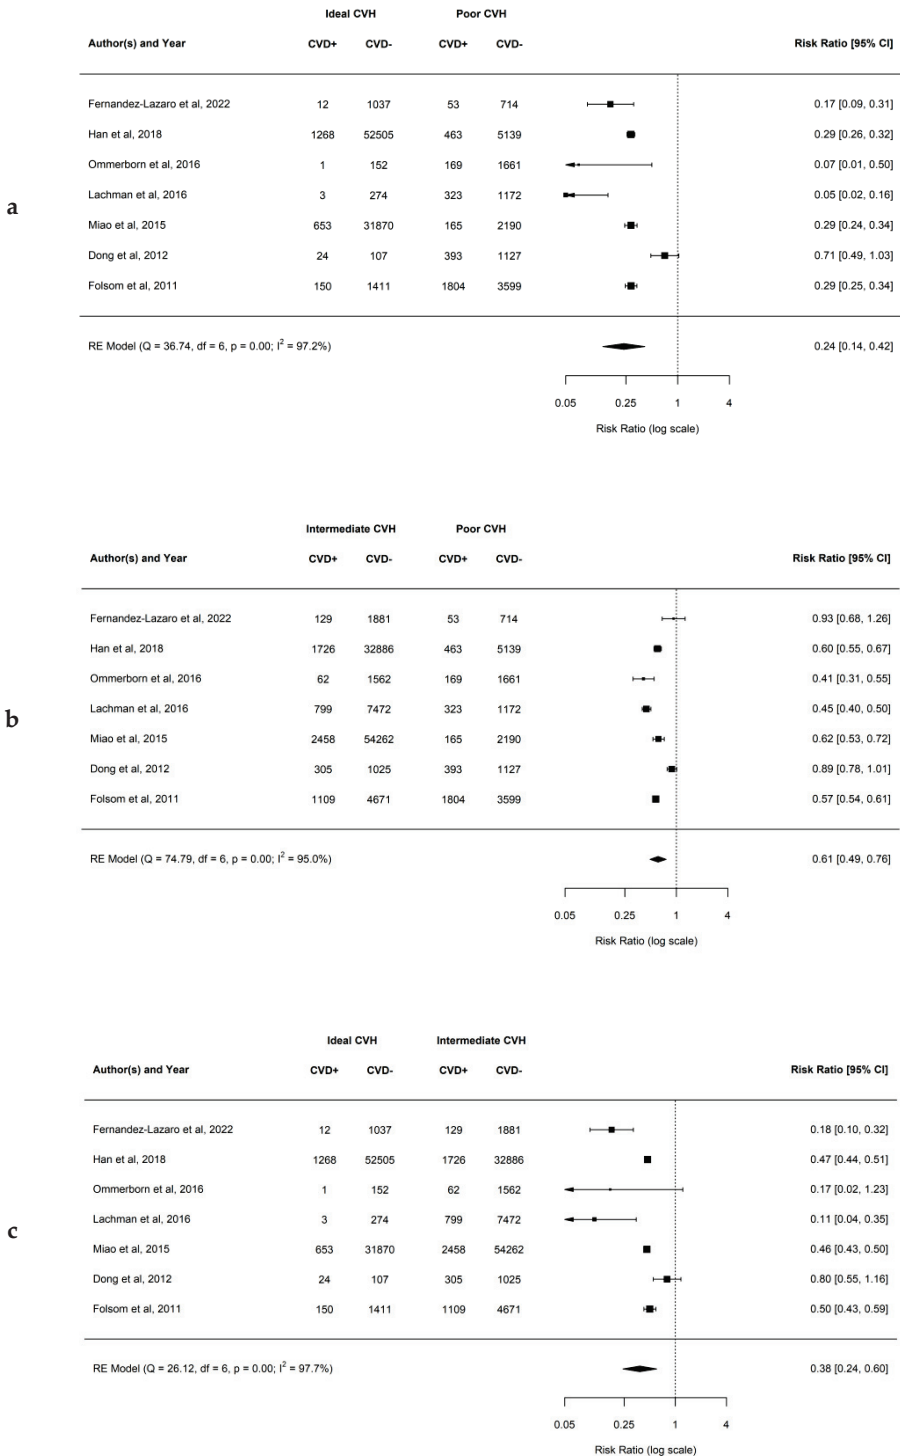 Ideal CVH Poor CVH
Author(s) and Year CVD+ CVD- CVD+ CVD- Risk Ratio [95% CI]
Fernandez-Lazaro et al, 2022 12 1037 53 714 0.17 [0.09, 0.31]
Han et al, 2018 1268 52505 463 5139 0.29 [0.26, 0.32]
Ommerborn et al, 2016 1 152 169 1661 0.07 [0.01, 0.50]
Lachman et al, 2016 3 274 323 1172 0.05 [0.02, 0.16]
a
Miao et al, 2015 653 31870 165 2190 0.29 [0.24, 0.34]
Dong et al, 2012 24 107 393 1127 0.71 [0.49, 1.03]
Folsom et al, 2011 150 1411 1804 3599 0.29 [0.25, 0.34]
RE Model (Q = 36.74, df = 6, p = 0.00; I² = 97.2%) 0.24 [0.14, 0.42]
0.05 0.25 1 4
Risk Ratio (log scale)
Intermediate CVH Poor CVH
Author(s) and Year CVD+ CVD- CVD+ CVD- Risk Ratio [95% CI]
Fernandez-Lazaro et al, 2022 129 1881 53 714 0.93 [0.68, 1.26]
Han et al, 2018 1726 32886 463 5139 0.60 [0.55, 0.67]
Ommerborn et al, 2016 62 1562 169 1661 0.41 [0.31, 0.55]
Lachman et al, 2016 799 7472 323 1172 0.45 [0.40, 0.50]
b
Miao et al, 2015 2458 54262 165 2190 0.62 [0.53, 0.72]
Dong et al, 2012 305 1025 393 1127 0.89 [0.78, 1.01]
Folsom et al, 2011 1109 4671 1804 3599 0.57 [0.54, 0.61]
RE Model (Q = 74.79, df = 6, p = 0.00; I² = 95.0%) 0.61 [0.49, 0.76]
0.05 0.25 1 4
Risk Ratio (log scale)
Ideal CVH Intermediate CVH
Author(s) and Year CVD+ CVD- CVD+ CVD- Risk Ratio [95% CI]
Fernandez-Lazaro et al, 2022 12 1037 129 1881 0.18 [0.10, 0.32]
Han et al, 2018 1268 52505 1726 32886 0.47 [0.44, 0.51]
Ommerborn et al, 2016 1 152 62 1562 0.17 [0.02, 1.23]
Lachman et al, 2016 3 274 799 7472 0.11 [0.04, 0.35]
c
Miao et al, 2015 653 31870 2458 54262 0.46 [0.43, 0.50]
Dong et al, 2012 24 107 305 1025 0.80 [0.55, 1.16]
Folsom et al, 2011 150 1411 1109 4671 0.50 [0.43, 0.59]
RE Model (Q = 26.12, df = 6, p = 0.00; I² = 97.7%) 0.38 [0.24, 0.60]
0.05 0.25 1 4
Risk Ratio (log scale)